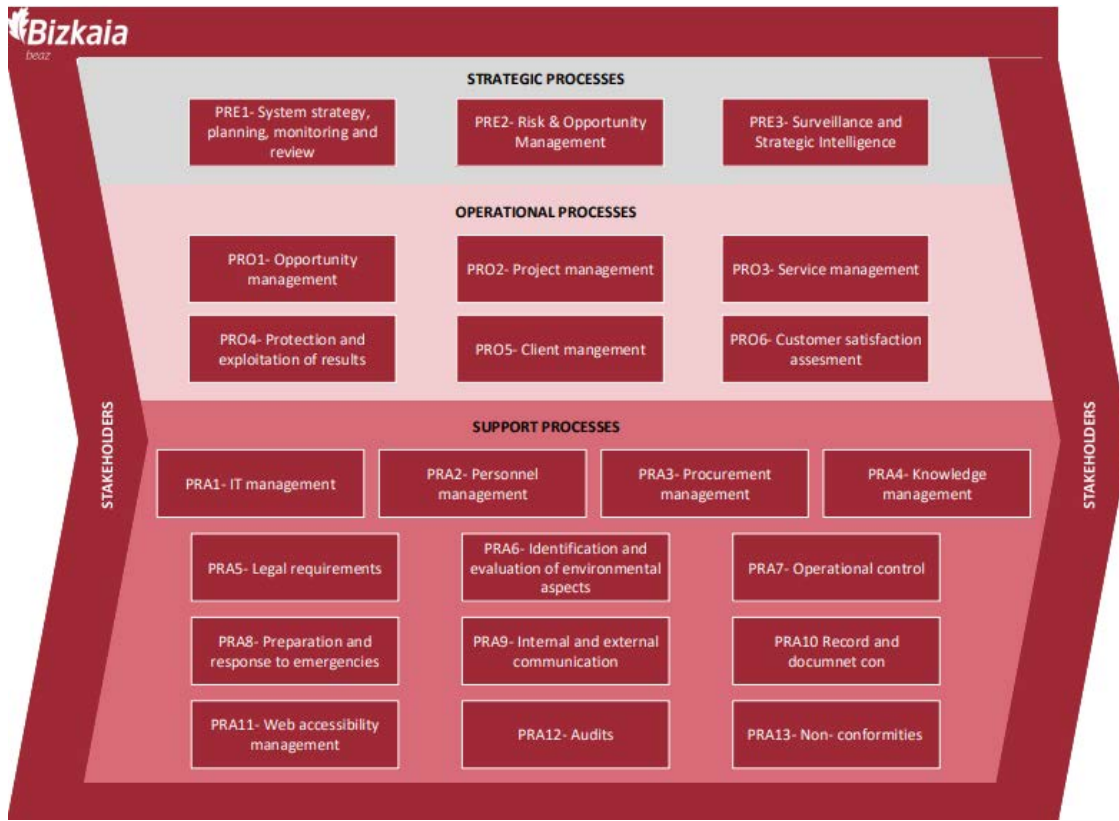 Bizkaia
beaz
STRATEGIC PROCESSES
PRE1- System strategy,
planning, monitoring and
review
PRE2- Risk & Opportunity
Management
PRE3- Surveillance and
Strategic Intelligence
OPERATIONAL PROCESSES
PRO1- Opportunity
management
PRO2- Project management
PRO3- Service management
PRO4- Protection and
exploitation of results
PRO5- Client mangement
PRO6- Customer satisfaction
assesment
STAKEHOLDERS
STAKEHOLDERS
SUPPORT PROCESSES
PRA1- IT management
PRA2- Personnel
management
PRA3- Procurement
management
PRA4- Knowledge
management
PRA5- Legal requirements
PRA6- Identification and
evaluation of environmental
aspects
PRA7- Operational control
PRA8- Preparation and
response to emergencies
PRA9- Internal and external
communication
PRA10 Record and
documnet con
PRA11- Web accessibility
management
PRA12- Audits
PRA13- Non- conformities